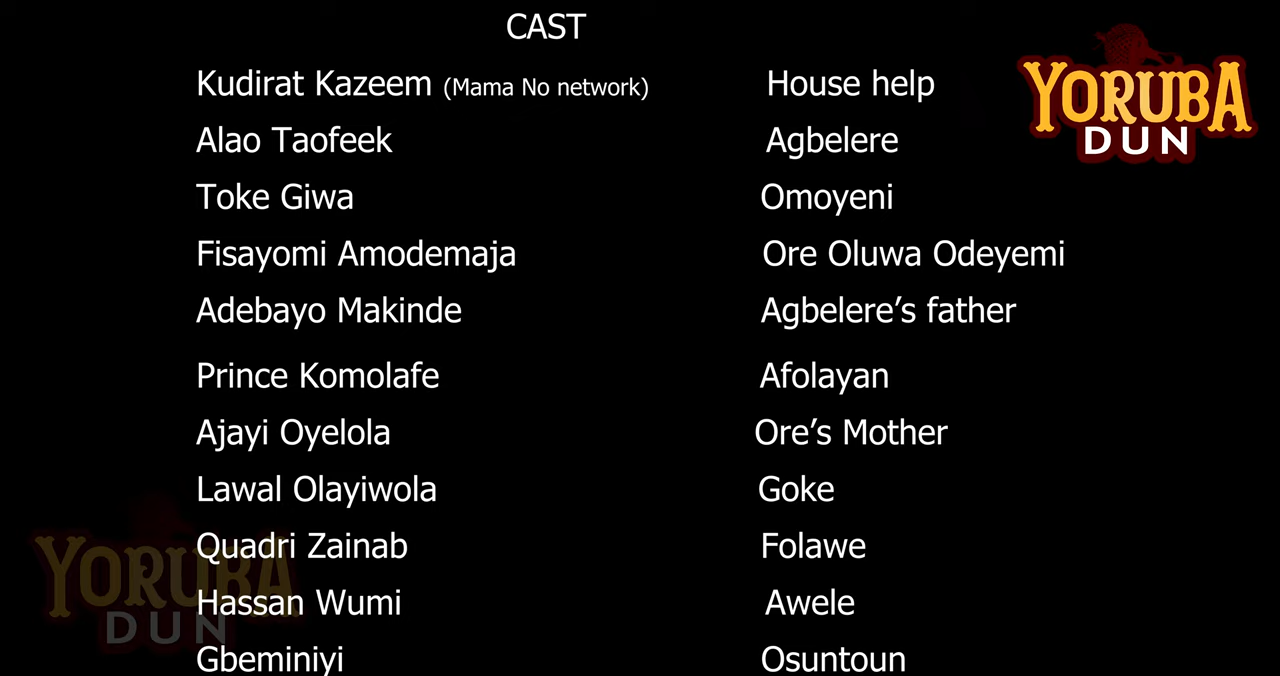 CAST
Kudirat Kazeem (Mama No network) House help
Alao Taofeek Agbelere
Toke Giwa Omoyeni
Fisayomi Amodemaja Ore Oluwa Odeyemi
Adebayo Makinde Agbelere’s father
Prince Komolafe Afolayan
Ajayi Oyelola Ore’s Mother
Lawal Olayiwola Goke
Quadri Zainab Folawe
Hassan Wumi Awele
Gbeminiyi Osuntoun
YORUBA
DUN
YORUBA
DUN